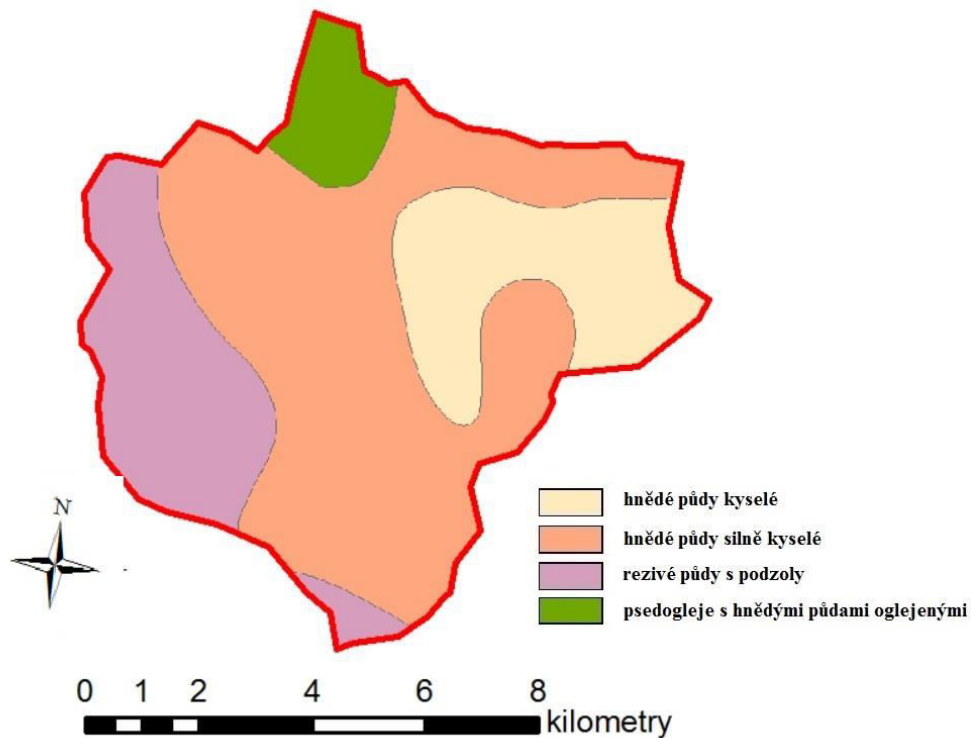 N
hnědé půdy kyselé
hnědé půdy silně kyselé
rezivé půdy s podzoly
psedogleje s hnědými půdami oglejenými
0 1 2 4 6 8
kilometry